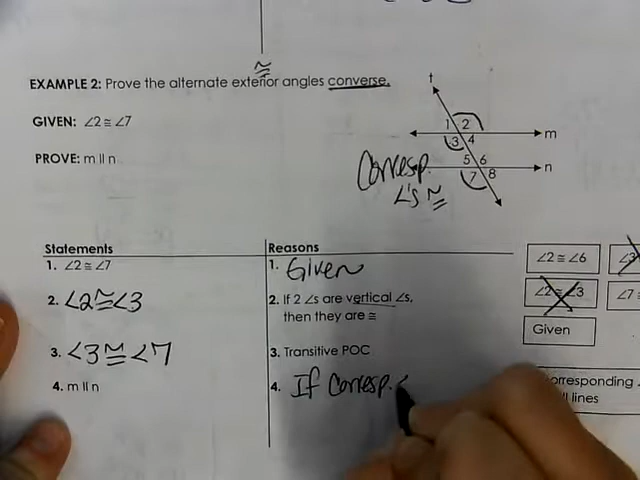 ≅
EXAMPLE 2: Prove the alternate exterior angles converse.
GIVEN: ∠2 ≅ ∠7
PROVE: m ll n
t
1 2
3 4
m
5 6
7 8
n
Corresp.
∠'s ≅
Statements
Reasons
1. ∠2 ≅ ∠7
1. Given
2. ∠2 ≅ ∠3
2. If 2 ∠s are vertical ∠s,
then they are ≅
3. ∠3 ≅ ∠7
3. Transitive POC
4. m ll n
4. If Corresp. ∠
∠2 ≅ ∠6
∠3
∠2 ≅ ∠3
∠7 ≅
Given
orresponding
lines